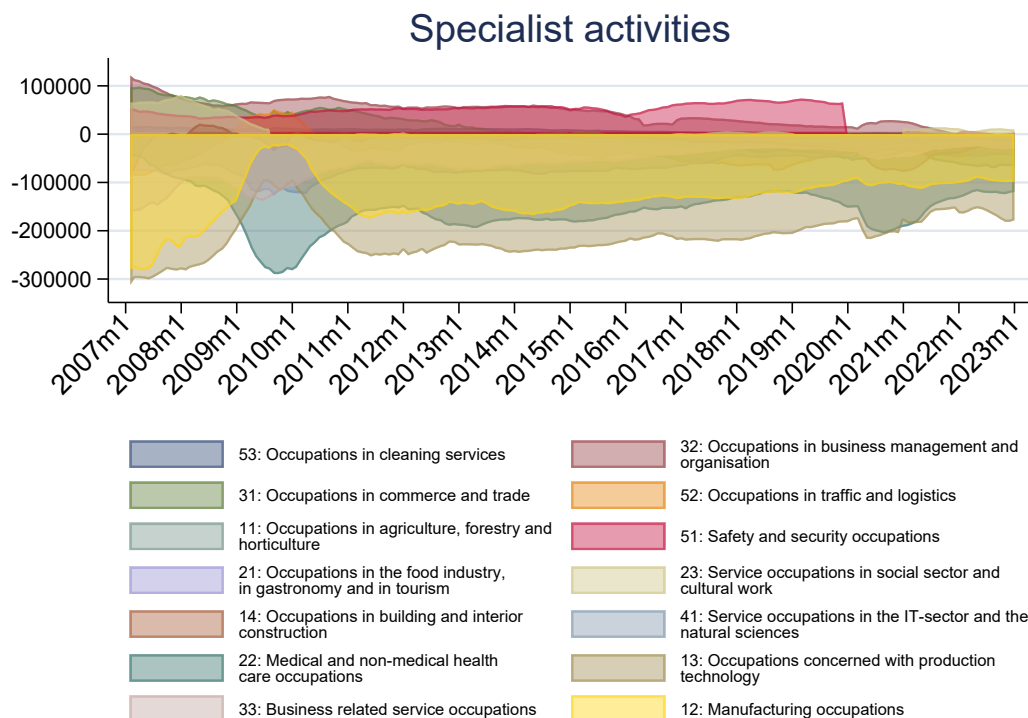 Specialist activities
100000
0
-100000
-200000
-300000
2007m1
2008m1
2009m1
2010m1
2011m1
2012m1
2013m1
2014m1
2015m1
2016m1
2017m1
2018m1
2019m1
2020m1
2021m1
2022m1
2023m1
53: Occupations in cleaning services
32: Occupations in business management and
organisation
31: Occupations in commerce and trade
52: Occupations in traffic and logistics
11: Occupations in agriculture, forestry and
horticulture
51: Safety and security occupations
21: Occupations in the food industry,
in gastronomy and in tourism
23: Service occupations in social sector and
cultural work
14: Occupations in building and interior
construction
41: Service occupations in the IT-sector and the
natural sciences
22: Medical and non-medical health
care occupations
13: Occupations concerned with production
technology
33: Business related service occupations
12: Manufacturing occupations